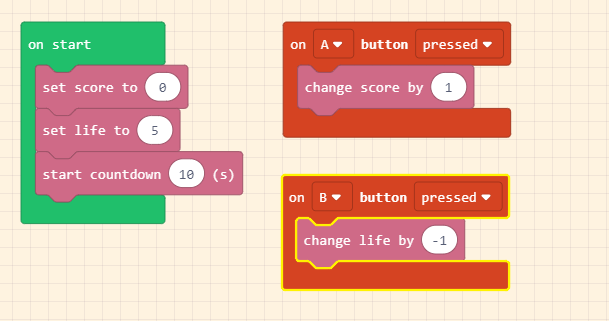 on start
set score to 0
set life to 5
start countdown 10 (s)
on A button pressed
change score by 1
on B button pressed
change life by -1